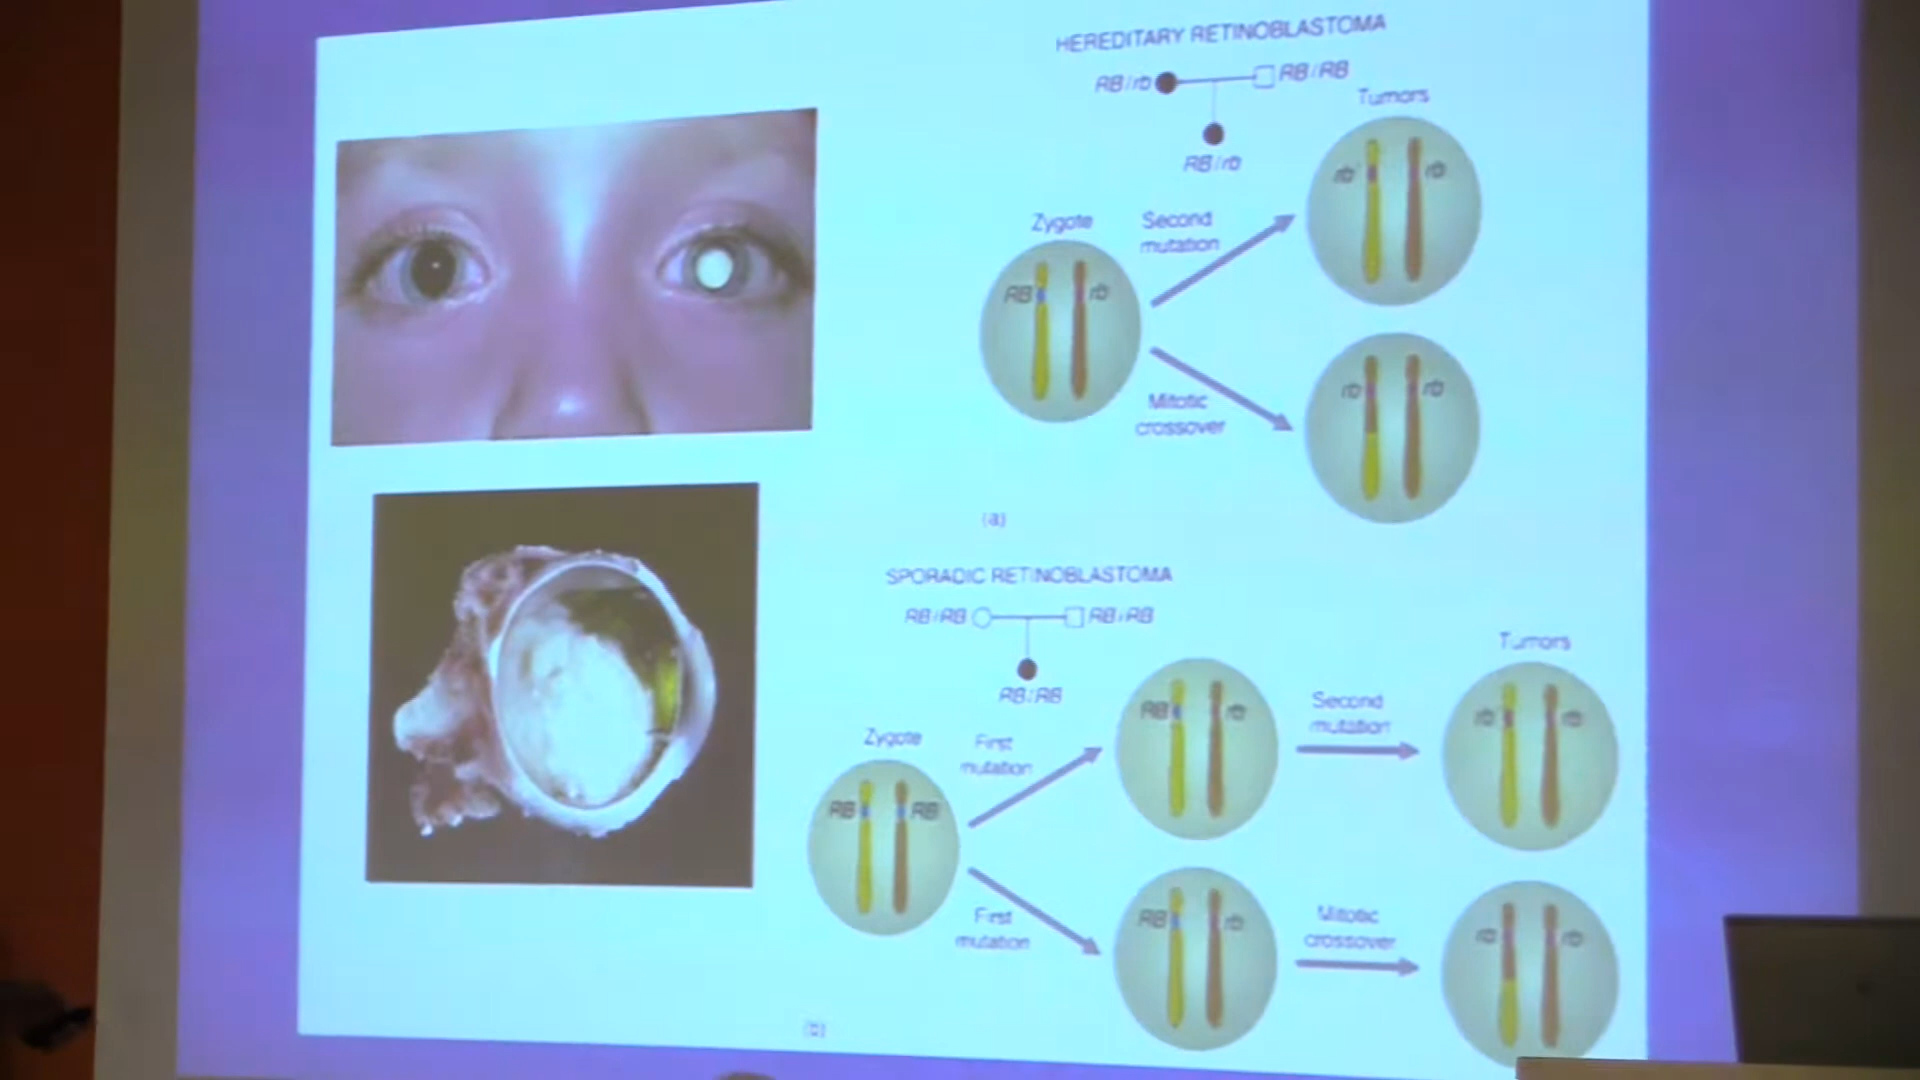 HEREDITARY RETINOBLASTOMA
RB/rb
RB/RB
RB/rb
Tumors
rb
rb
Zygote
Second
mutation
RB
rb
Mitotic
crossover
rb
rb
(a)
SPORADIC RETINOBLASTOMA
RB/RB
RB/RB
RB/RB
Tumors
Zygote
First
mutation
RB
rb
Second
mutation
rb
rb
RB
RB
First
mutation
RB
rb
Mitotic
crossover
rb
rb
(b)